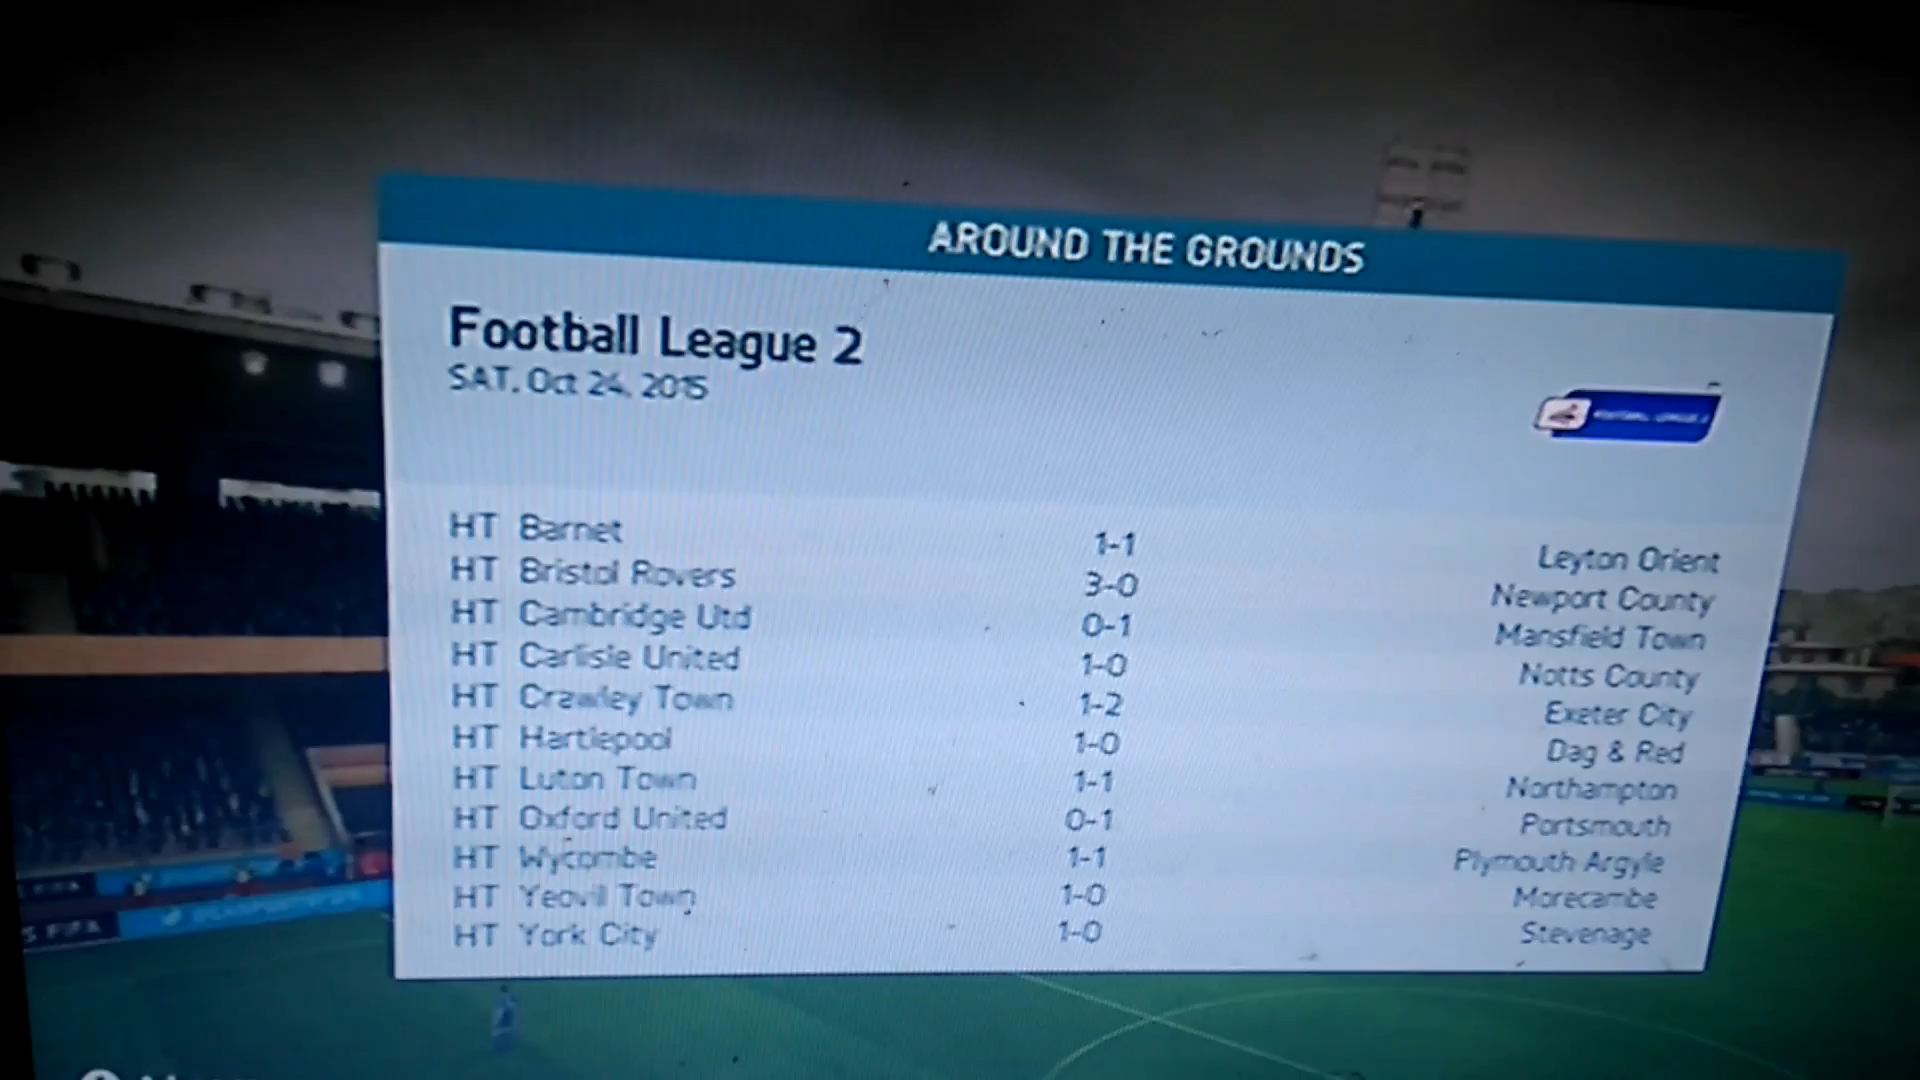 AROUND THE GROUNDS
Football League 2
SAT, Oct 24, 2015
HT Barnet 1-1 Leyton Orient
HT Bristol Rovers 3-0 Newport County
HT Cambridge Utd 0-1 Mansfield Town
HT Carlisle United 1-0 Notts County
HT Crawley Town 1-2 Exeter City
HT Hartlepool 1-0 Dag & Red
HT Luton Town 1-1 Northampton
HT Oxford United 0-1 Portsmouth
HT Wycombe 1-1 Plymouth Argyle
HT Yeovil Town 1-0 Morecambe
HT York City 1-0 Stevenage
FIFA
FIFA